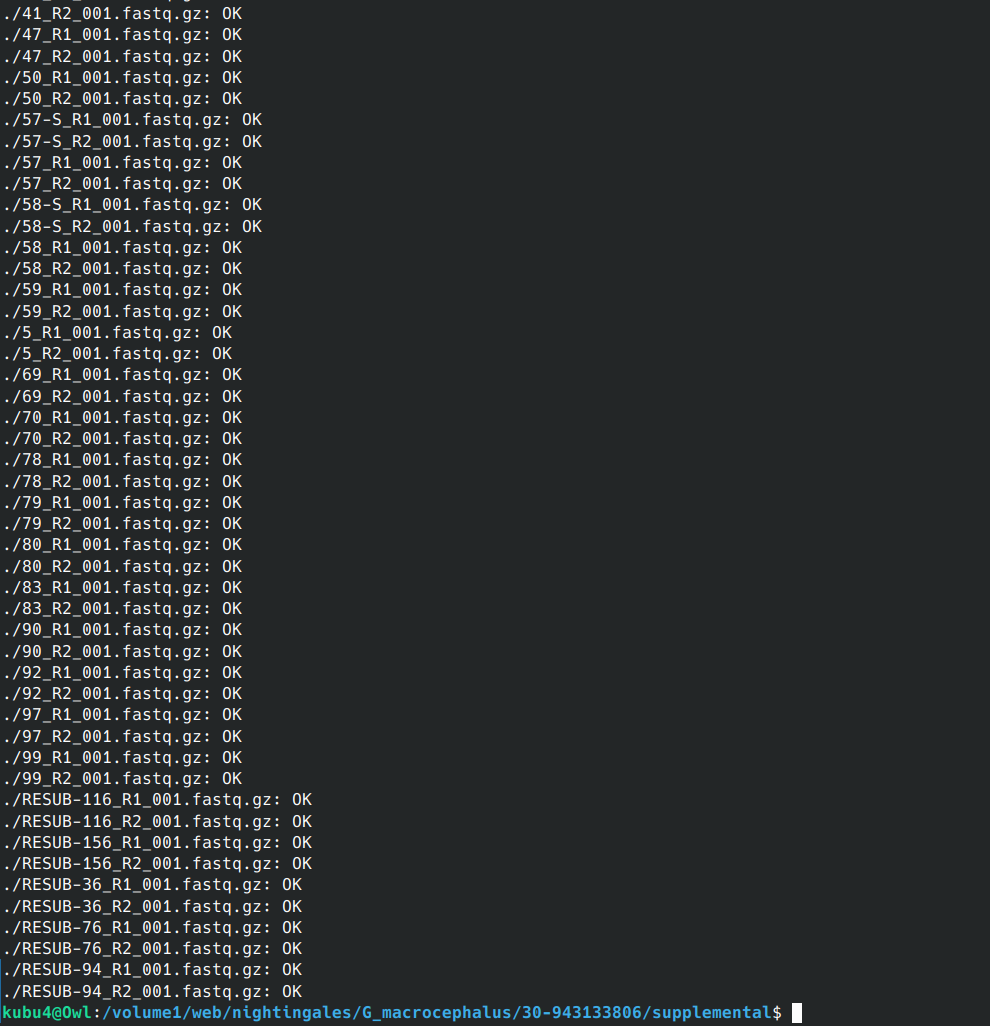 ./41_R2_001.fastq.gz: OK
./47_R1_001.fastq.gz: OK
./47_R2_001.fastq.gz: OK
./50_R1_001.fastq.gz: OK
./50_R2_001.fastq.gz: OK
./57-S_R1_001.fastq.gz: OK
./57-S_R2_001.fastq.gz: OK
./57_R1_001.fastq.gz: OK
./57_R2_001.fastq.gz: OK
./58-S_R1_001.fastq.gz: OK
./58-S_R2_001.fastq.gz: OK
./58_R1_001.fastq.gz: OK
./58_R2_001.fastq.gz: OK
./59_R1_001.fastq.gz: OK
./59_R2_001.fastq.gz: OK
./5_R1_001.fastq.gz: OK
./5_R2_001.fastq.gz: OK
./69_R1_001.fastq.gz: OK
./69_R2_001.fastq.gz: OK
./70_R1_001.fastq.gz: OK
./70_R2_001.fastq.gz: OK
./78_R1_001.fastq.gz: OK
./78_R2_001.fastq.gz: OK
./79_R1_001.fastq.gz: OK
./79_R2_001.fastq.gz: OK
./80_R1_001.fastq.gz: OK
./80_R2_001.fastq.gz: OK
./83_R1_001.fastq.gz: OK
./83_R2_001.fastq.gz: OK
./90_R1_001.fastq.gz: OK
./90_R2_001.fastq.gz: OK
./92_R1_001.fastq.gz: OK
./92_R2_001.fastq.gz: OK
./97_R1_001.fastq.gz: OK
./97_R2_001.fastq.gz: OK
./99_R1_001.fastq.gz: OK
./99_R2_001.fastq.gz: OK
./RESUB-116_R1_001.fastq.gz: OK
./RESUB-116_R2_001.fastq.gz: OK
./RESUB-156_R1_001.fastq.gz: OK
./RESUB-156_R2_001.fastq.gz: OK
./RESUB-36_R1_001.fastq.gz: OK
./RESUB-36_R2_001.fastq.gz: OK
./RESUB-76_R1_001.fastq.gz: OK
./RESUB-76_R2_001.fastq.gz: OK
./RESUB-94_R1_001.fastq.gz: OK
./RESUB-94_R2_001.fastq.gz: OK
kubu4@Owl:/volume1/web/nightingales/G_macrocephalus/30-943133806/supplemental$